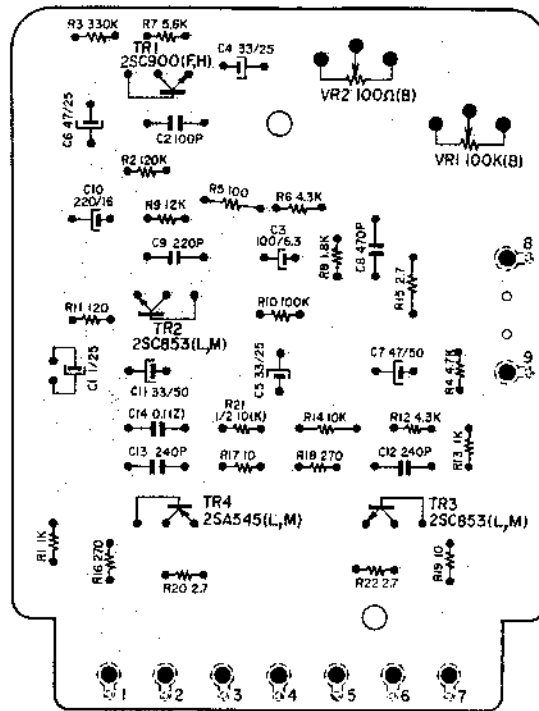 R3 330K
R7 5.6K
TR1
2SC900(F,H)
C4 33/25
VR2 100Ω(B)
C6 47/25
C2 100P
VR1 100K(B)
R2 120K
C10
220/16
R9 12K
R5 100
R6 4.3K
C9 220P
C3
100/6.3
R8 1.8K
C8 470P
R15 2.7
8
R11 120
TR2
2SC853(L,M)
R10 100K
C1 1/25
C11 33/50
C5 33/25
C7 47/50
R4 4.7K
9
C14 0.1(Z)
R21
1/2 10(K)
R14 10K
R12 4.3K
C13 240P
R17 10
R18 270
C12 240P
R13 1K
TR4
2SA545(L,M)
TR3
2SC853(L,M)
R1 1K
R16 270
R20 2.7
R22 2.7
R19 10
1 2 3 4 5 6 7